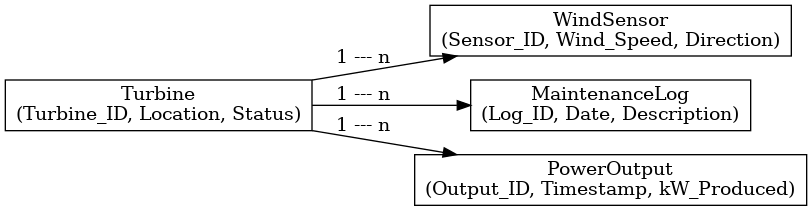 Turbine
(Turbine_ID, Location, Status)
1 --- n
WindSensor
(Sensor_ID, Wind_Speed, Direction)
1 --- n
MaintenanceLog
(Log_ID, Date, Description)
1 --- n
PowerOutput
(Output_ID, Timestamp, kW_Produced)